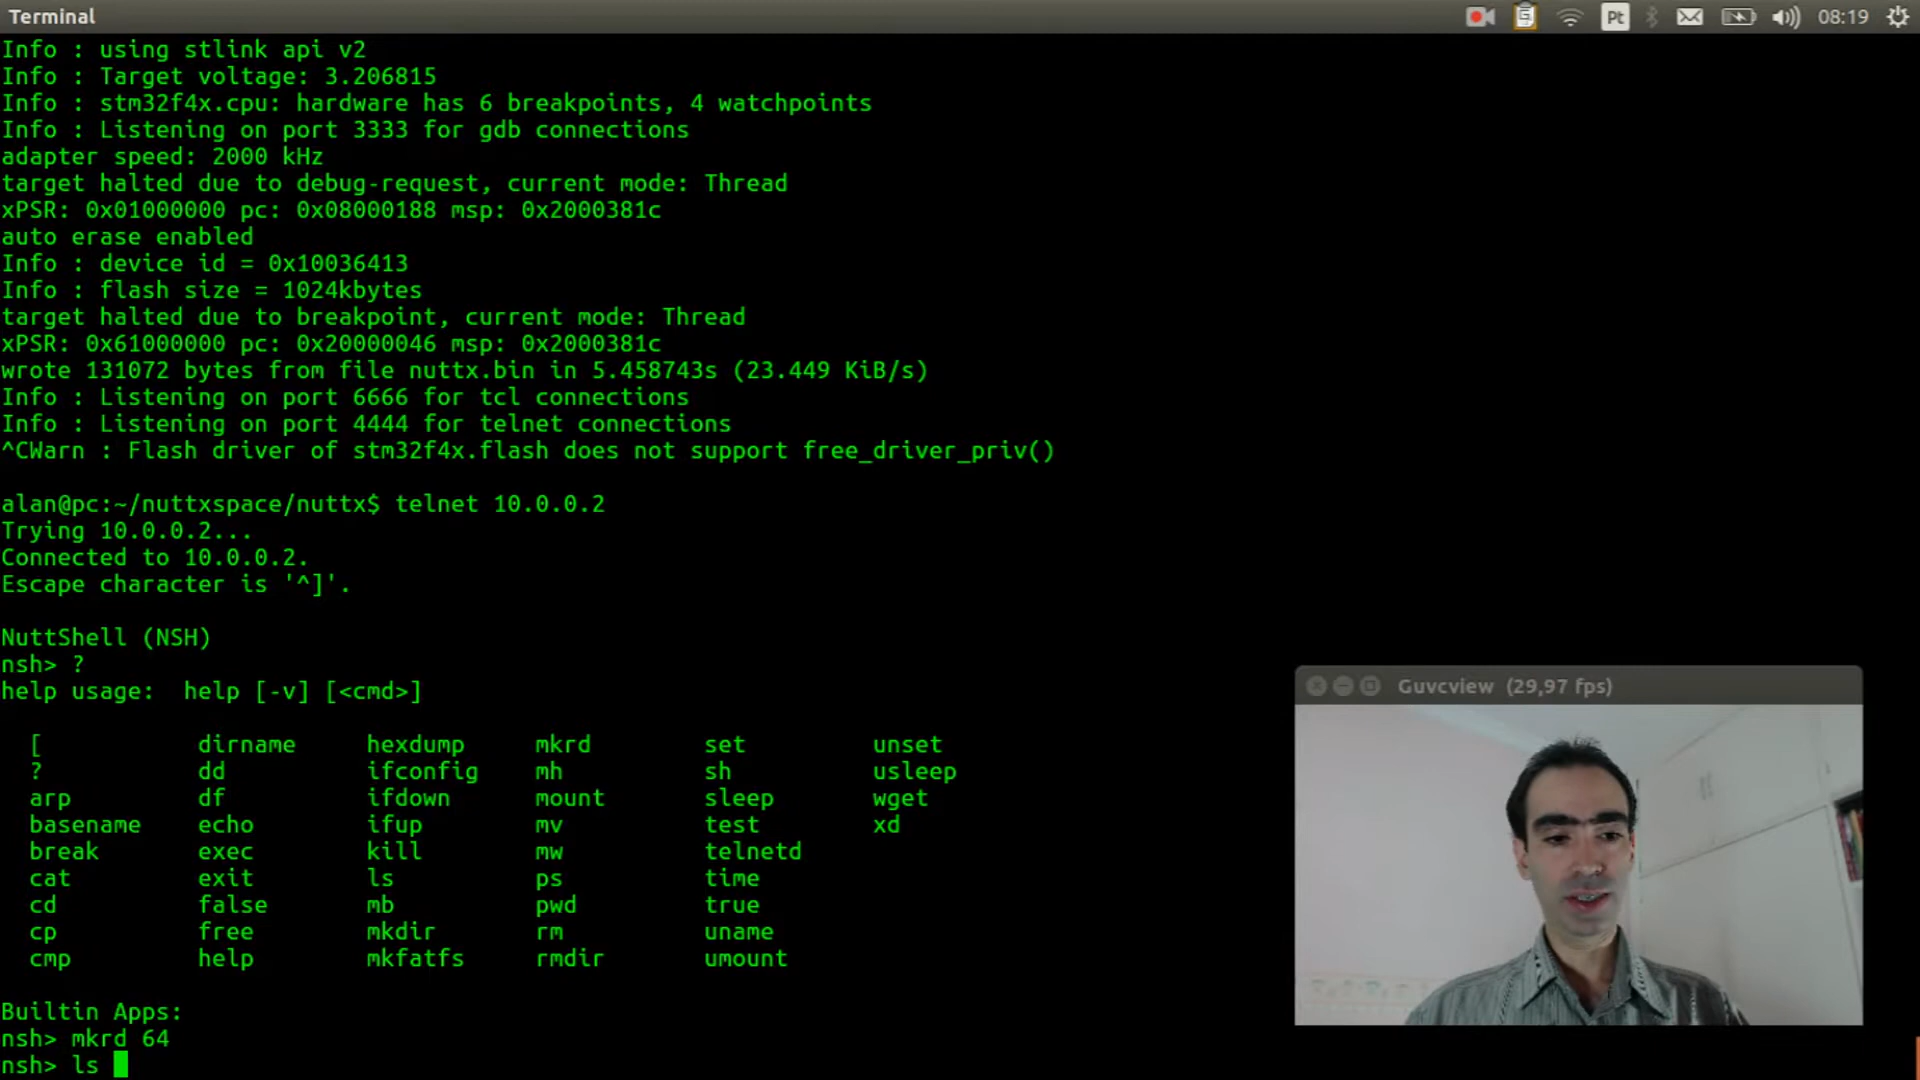 Terminal
Pt
08:19
Info : using stlink api v2
Info : Target voltage: 3.206815
Info : stm32f4x.cpu: hardware has 6 breakpoints, 4 watchpoints
Info : Listening on port 3333 for gdb connections
adapter speed: 2000 kHz
target halted due to debug-request, current mode: Thread
xPSR: 0x01000000 pc: 0x08000188 msp: 0x2000381c
auto erase enabled
Info : device id = 0x10036413
Info : flash size = 1024kbytes
target halted due to breakpoint, current mode: Thread
xPSR: 0x61000000 pc: 0x20000046 msp: 0x2000381c
wrote 131072 bytes from file nuttx.bin in 5.458743s (23.449 KiB/s)
Info : Listening on port 6666 for tcl connections
Info : Listening on port 4444 for telnet connections
^CWarn : Flash driver of stm32f4x.flash does not support free_driver_priv()
alan@pc:~/nuttxspace/nuttx$ telnet 10.0.0.2
Trying 10.0.0.2...
Connected to 10.0.0.2.
Escape character is '^]'.
NuttShell (NSH)
nsh> ?
help usage:  help [-v] [<cmd>]
[ dirname hexdump mkrd set unset
? dd ifconfig mh sh usleep
arp df ifdown mount sleep wget
basename echo ifup mv test xd
break exec kill mw telnetd
cat exit ls ps time
cd false mb pwd true
cp free mkdir rm uname
cmp help mkfatfs rmdir umount
Builtin Apps:
nsh> mkrd 64
nsh> ls
Guvcview (29,97 fps)